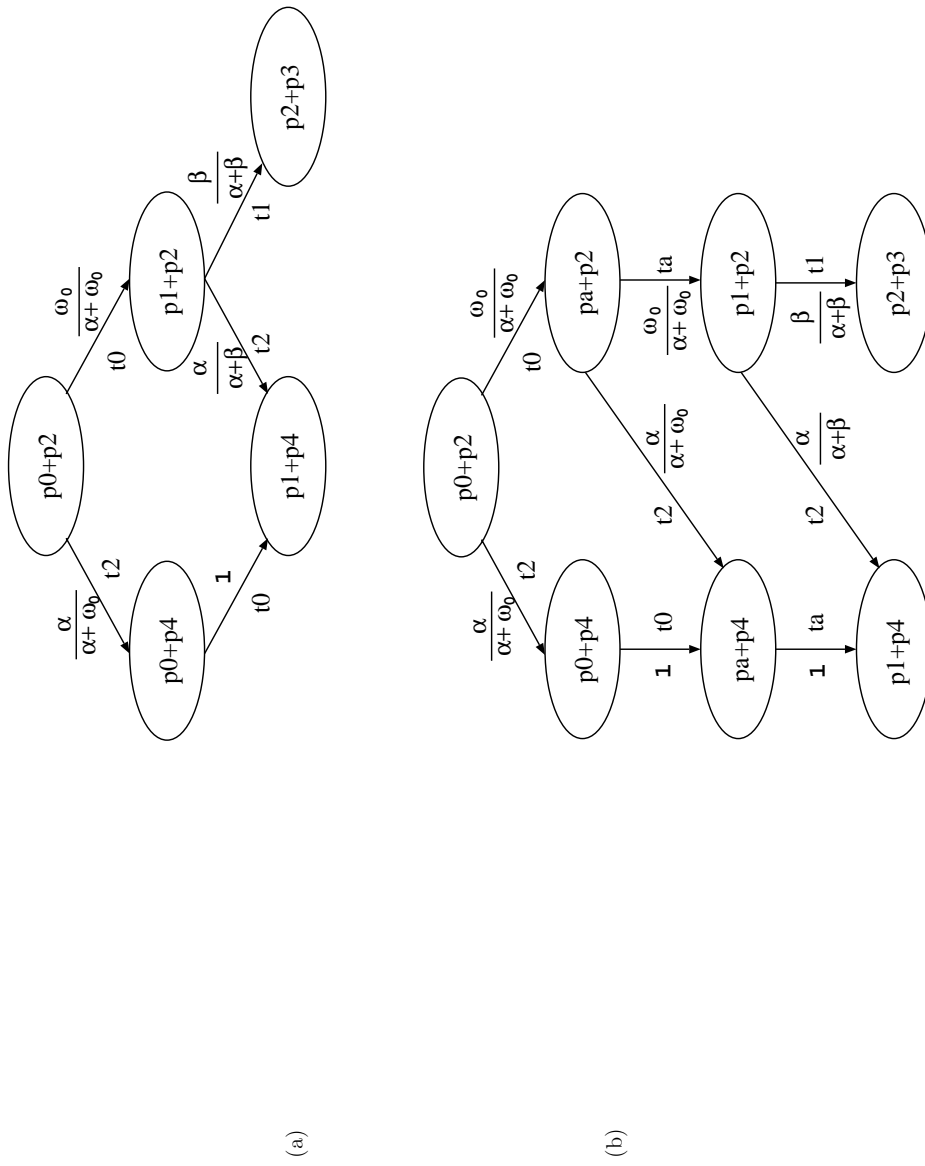 p0+p2
α
α+ ω0
t2
ω0
α+ ω0
t0
p0+p4
p1+p2
1
t0
α
α+β
t2
β
α+β
t1
p1+p4
p2+p3
(a)
p0+p2
α
α+ ω0
t2
ω0
α+ ω0
t0
p0+p4
pa+p2
1
t0
α
α+ ω0
t2
ω0
α+ ω0
ta
pa+p4
p1+p2
1
ta
α
α+β
t2
β
α+β
t1
p1+p4
p2+p3
(b)